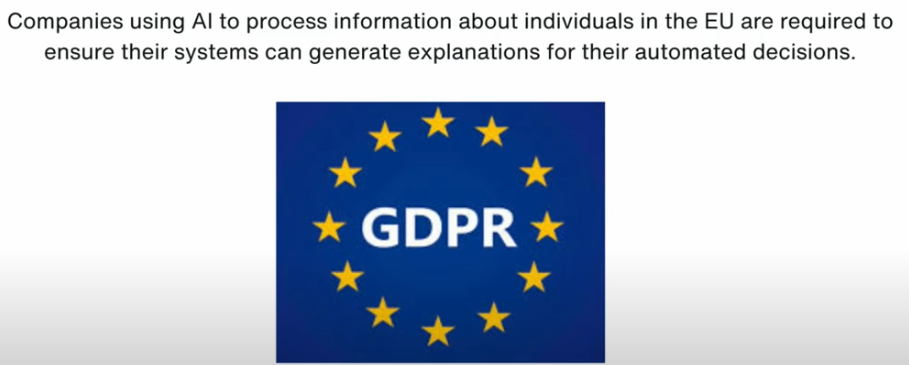 Companies using AI to process information about individuals in the EU are required to
ensure their systems can generate explanations for their automated decisions.
GDPR